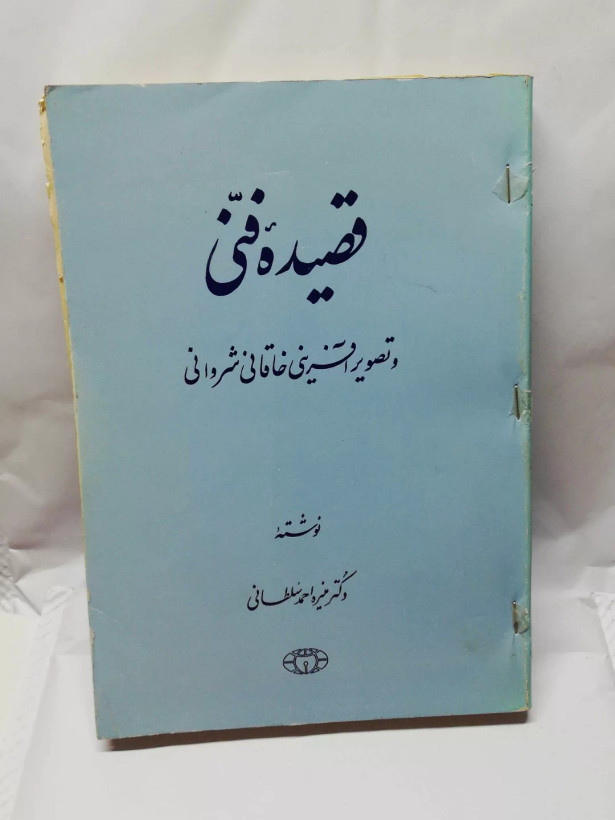 قصیدهٔ فنّی
و تصویرآفرینی خاقانی شروانی
نوشتهٔ
دکتر منیره احمد سلطانی